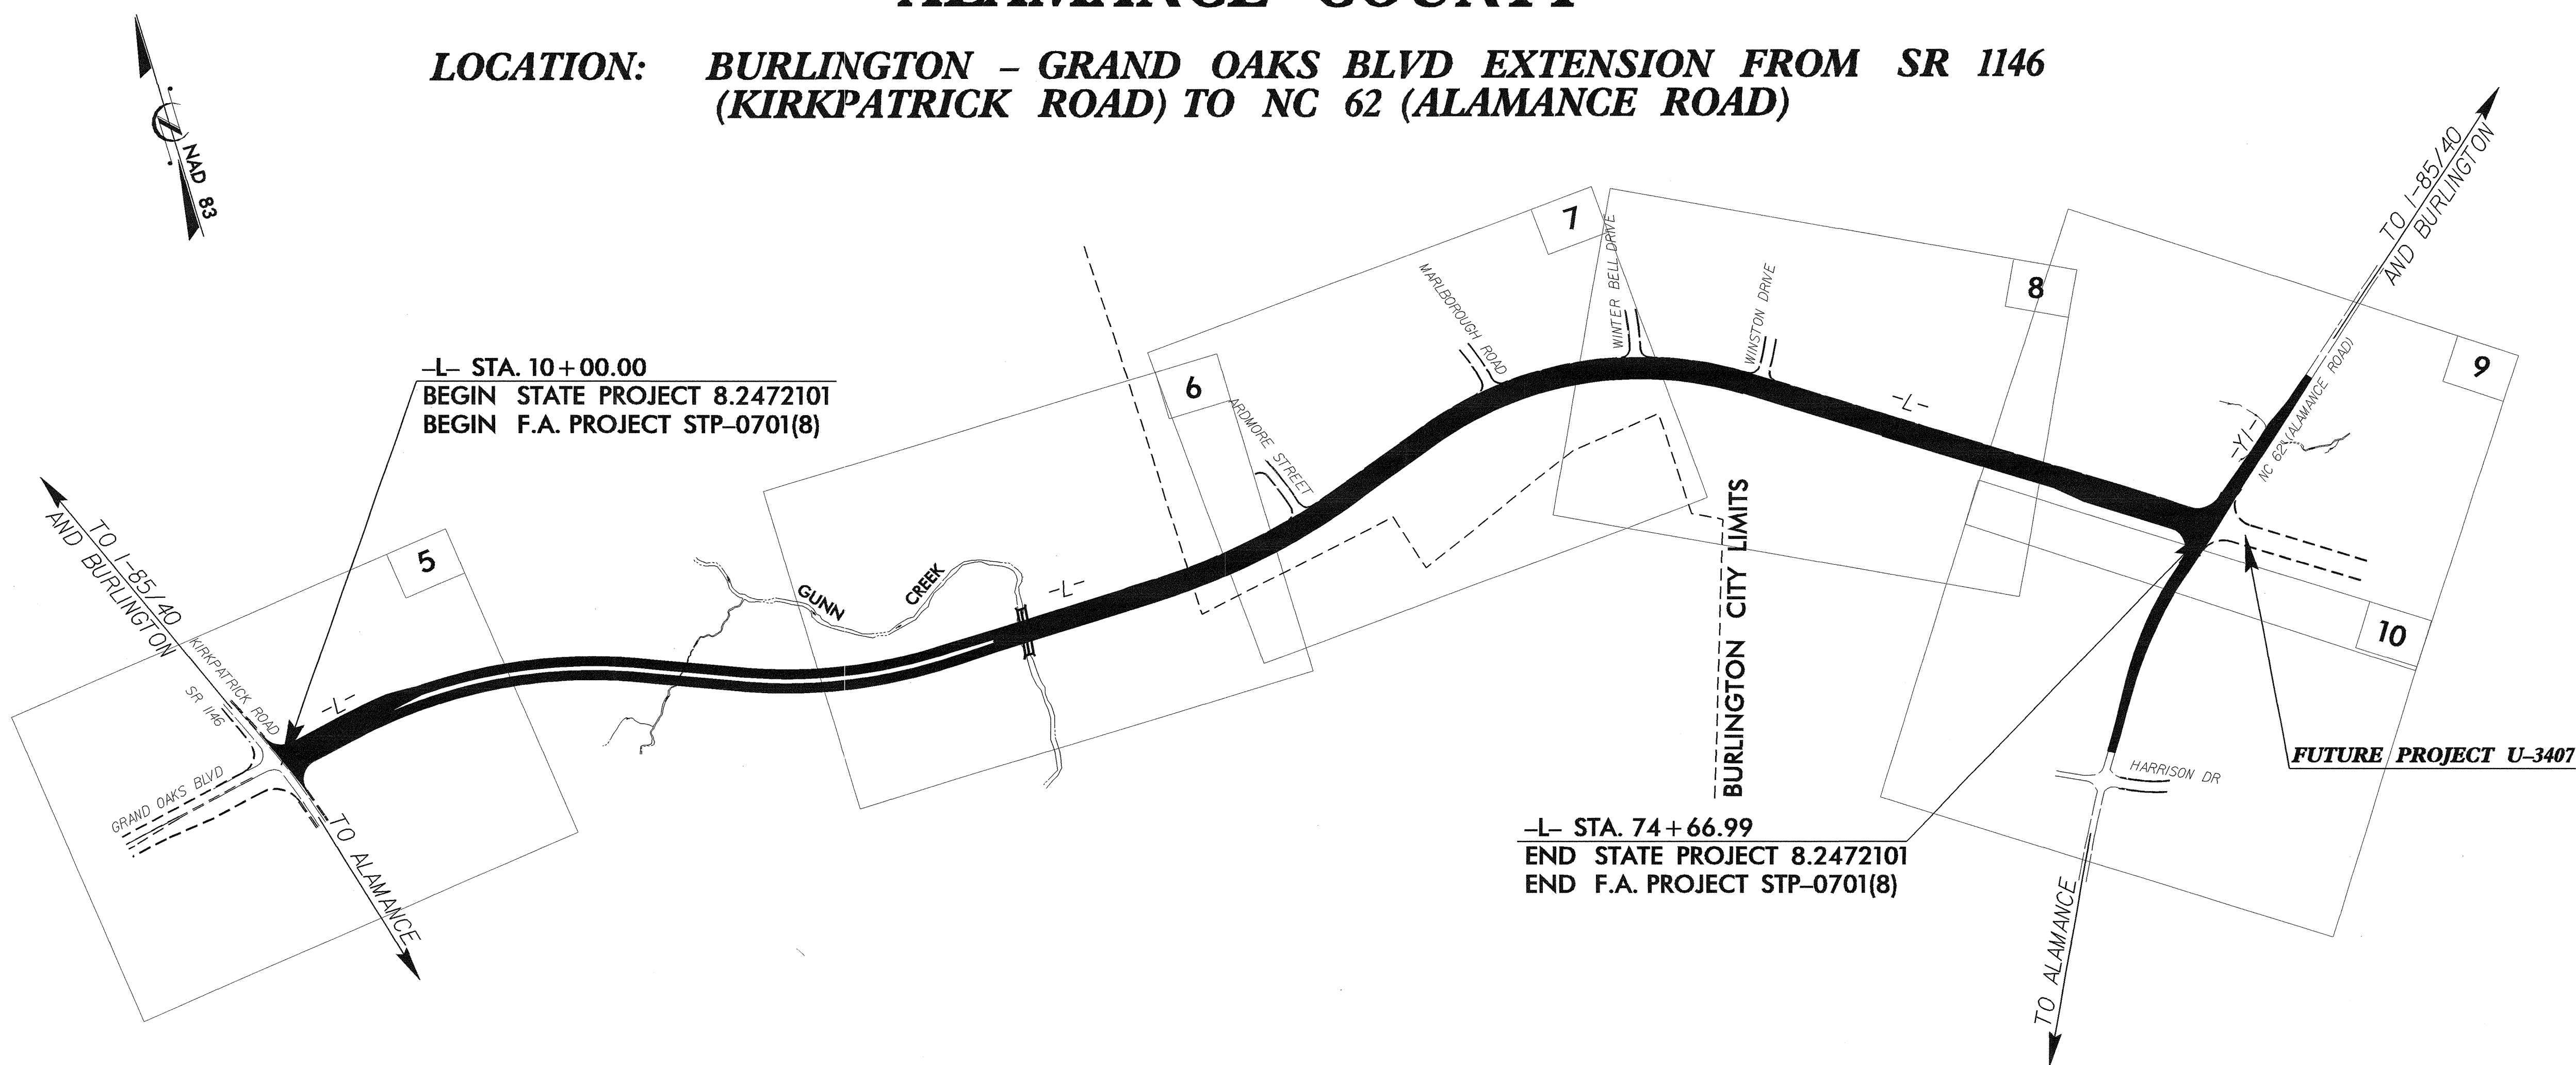 ALAMANCE COUNTY
LOCATION: BURLINGTON – GRAND OAKS BLVD EXTENSION FROM SR 1146
(KIRKPATRICK ROAD) TO NC 62 (ALAMANCE ROAD)
NAD 83
–L– STA. 10+00.00
BEGIN STATE PROJECT 8.2472101
BEGIN F.A. PROJECT STP–0701(8)
TO I-85/40
AND BURLINGTON
KIRKPATRICK ROAD
SR 1146
GRAND OAKS BLVD
TO ALAMANCE
-L-
5
GUNN
CREEK
-L-
6
ARDMORE STREET
7
MARLBOROUGH ROAD
WINTER BELL DRIVE
WINSTON DRIVE
8
-L-
BURLINGTON CITY LIMITS
TO I-85/40
AND BURLINGTON
9
-Y1-
NC 62 (ALAMANCE ROAD)
10
FUTURE PROJECT U–3407
HARRISON DR
–L– STA. 74+66.99
END STATE PROJECT 8.2472101
END F.A. PROJECT STP–0701(8)
TO ALAMANCE